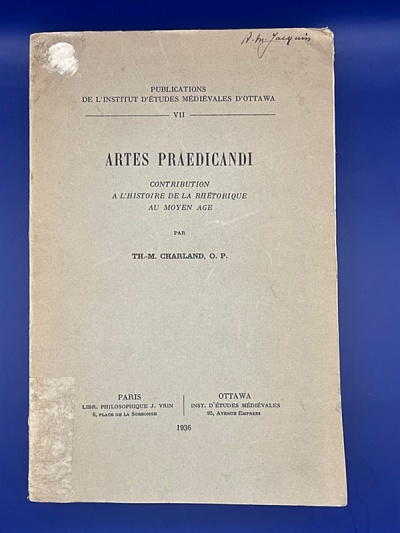 A. M. Jacquin
PUBLICATIONS
DE L'INSTITUT D'ÉTUDES MÉDIÉVALES D'OTTAWA
VII
ARTES PRAEDICANDI
CONTRIBUTION
A L'HISTOIRE DE LA RHÉTORIQUE
AU MOYEN AGE
PAR
TH.-M. CHARLAND, O. P.
PARIS
LIBR. PHILOSOPHIQUE J. VRIN
6, PLACE DE LA SORBONNE
OTTAWA
INST. D'ÉTUDES MÉDIÉVALES
95, AVENUE EMPRESS
1936